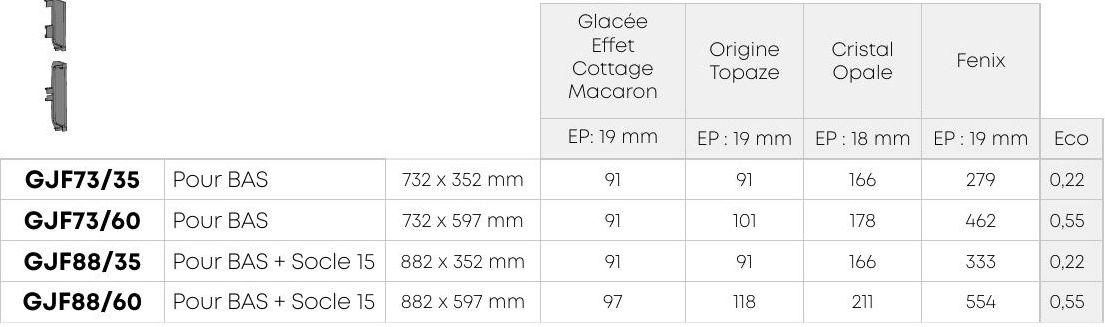 Glacée
Effet
Cottage
Macaron
Origine
Topaze
Cristal
Opale
Fenix
EP: 19 mm EP : 19 mm EP : 18 mm EP : 19 mm Eco
GJF73/35 Pour BAS 732 x 352 mm 91 91 166 279 0,22
GJF73/60 Pour BAS 732 x 597 mm 91 101 178 462 0,55
GJF88/35 Pour BAS + Socle 15 882 x 352 mm 91 91 166 333 0,22
GJF88/60 Pour BAS + Socle 15 882 x 597 mm 97 118 211 554 0,55